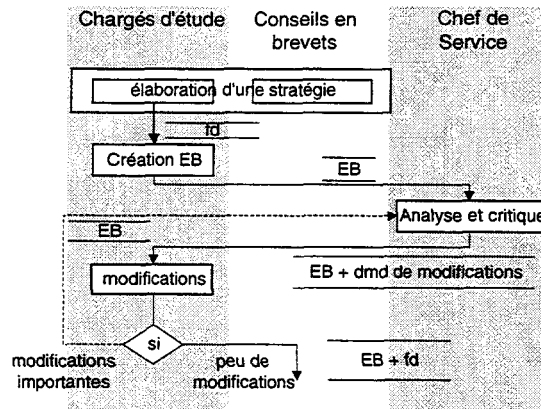 Chargés d'étude
Conseils en
brevets
Chef de
Service
élaboration d'une stratégie
fd
Création EB
EB
Analyse et critique
EB
modifications
EB + dmd de modifications
si
modifications
importantes
peu de
modifications
EB + fd